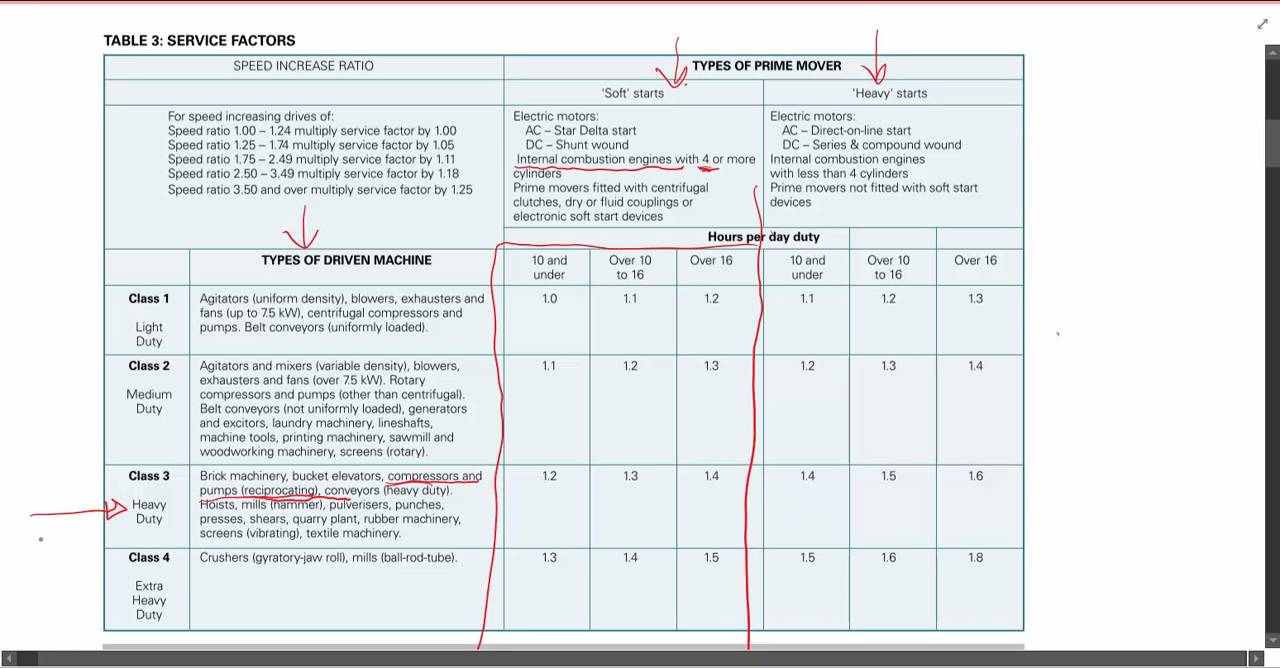 TABLE 3: SERVICE FACTORS
SPEED INCREASE RATIO
TYPES OF PRIME MOVER
'Soft' starts
'Heavy' starts
For speed increasing drives of:
Speed ratio 1.00 – 1.24 multiply service factor by 1.00
Speed ratio 1.25 – 1.74 multiply service factor by 1.05
Speed ratio 1.75 – 2.49 multiply service factor by 1.11
Speed ratio 2.50 – 3.49 multiply service factor by 1.18
Speed ratio 3.50 and over multiply service factor by 1.25
Electric motors:
AC – Star Delta start
DC – Shunt wound
Internal combustion engines with 4 or more
cylinders
Prime movers fitted with centrifugal
clutches, dry or fluid couplings or
electronic soft start devices
Electric motors:
AC – Direct-on-line start
DC – Series & compound wound
Internal combustion engines
with less than 4 cylinders
Prime movers not fitted with soft start
devices
Hours per day duty
TYPES OF DRIVEN MACHINE
10 and
under
Over 10
to 16
Over 16
10 and
under
Over 10
to 16
Over 16
Class 1
Light
Duty
Agitators (uniform density), blowers, exhausters and
fans (up to 7.5 kW), centrifugal compressors and
pumps. Belt conveyors (uniformly loaded).
1.0 1.1 1.2 1.1 1.2 1.3
Class 2
Medium
Duty
Agitators and mixers (variable density), blowers,
exhausters and fans (over 7.5 kW). Rotary
compressors and pumps (other than centrifugal).
Belt conveyors (not uniformly loaded), generators
and excitors, laundry machinery, lineshafts,
machine tools, printing machinery, sawmill and
woodworking machinery, screens (rotary).
1.1 1.2 1.3 1.2 1.3 1.4
Class 3
Heavy
Duty
Brick machinery, bucket elevators, compressors and
pumps (reciprocating), conveyors (heavy duty).
Hoists, mills (hammer), pulverisers, punches,
presses, shears, quarry plant, rubber machinery,
screens (vibrating), textile machinery.
1.2 1.3 1.4 1.4 1.5 1.6
Class 4
Extra
Heavy
Duty
Crushers (gyratory-jaw roll), mills (ball-rod-tube).
1.3 1.4 1.5 1.5 1.6 1.8